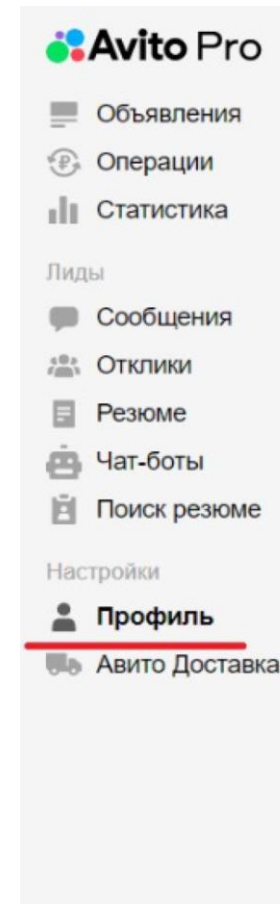 Avito Pro
Объявления
Операции
Статистика
Лиды
Сообщения
Отклики
Резюме
Чат-боты
Поиск резюме
Настройки
Профиль
Авито Доставка